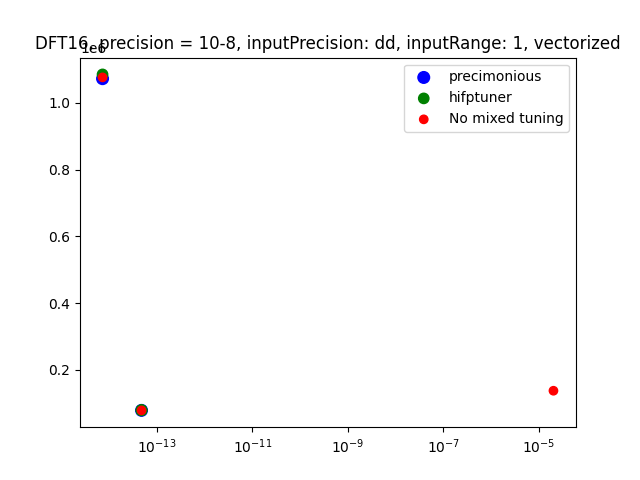 DFT16, precision = 10-8, inputPrecision: dd, inputRange: 1, vectorized
1e6
precimonious
hifptuner
No mixed tuning
1.0
0.8
0.6
0.4
0.2
10⁻¹³ 10⁻¹¹ 10⁻⁹ 10⁻⁷ 10⁻⁵